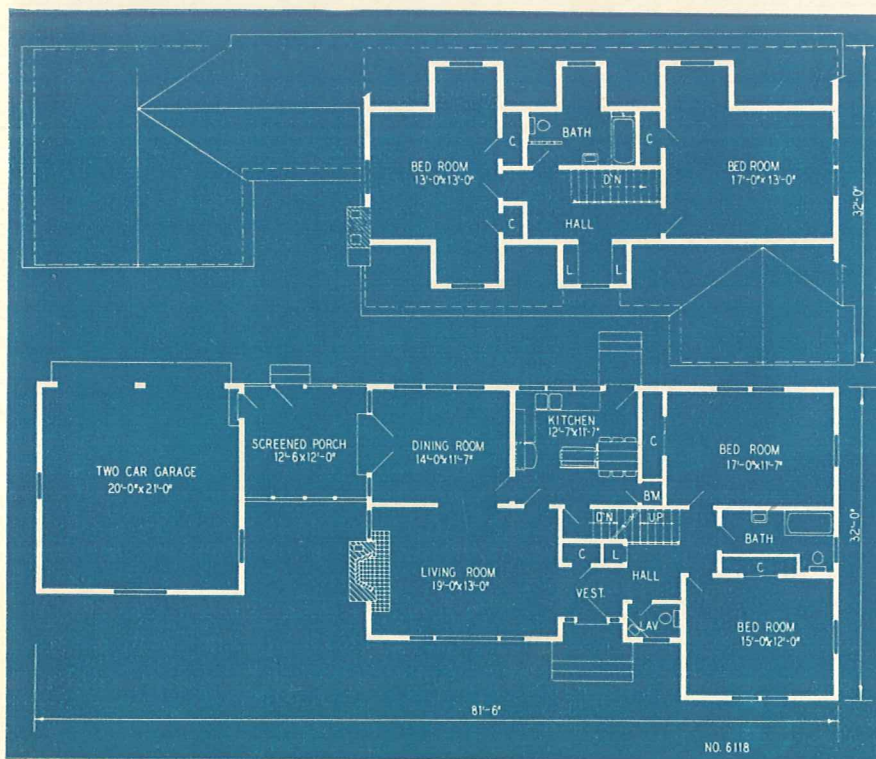 BATH
C
C
BED ROOM
13'-0"x13'-0"
D'N
BED ROOM
17'-0"x13'-0"
C
HALL
L
L
32'-0"
KITCHEN
12'-7"x11'-7"
SCREENED PORCH
12'-6x12'-0"
DINING ROOM
14'-0"x11'-7"
C
BED ROOM
17'-0"x11'-7"
TWO CAR GARAGE
20'-0"x21'-0"
B'M.
D'N
UP
BATH
32'-0"
C
L
C
LIVING ROOM
19'-0"x13'-0"
HALL
VEST.
LAV
BED ROOM
15'-0"x12'-0"
81'-6"
NO. 6118